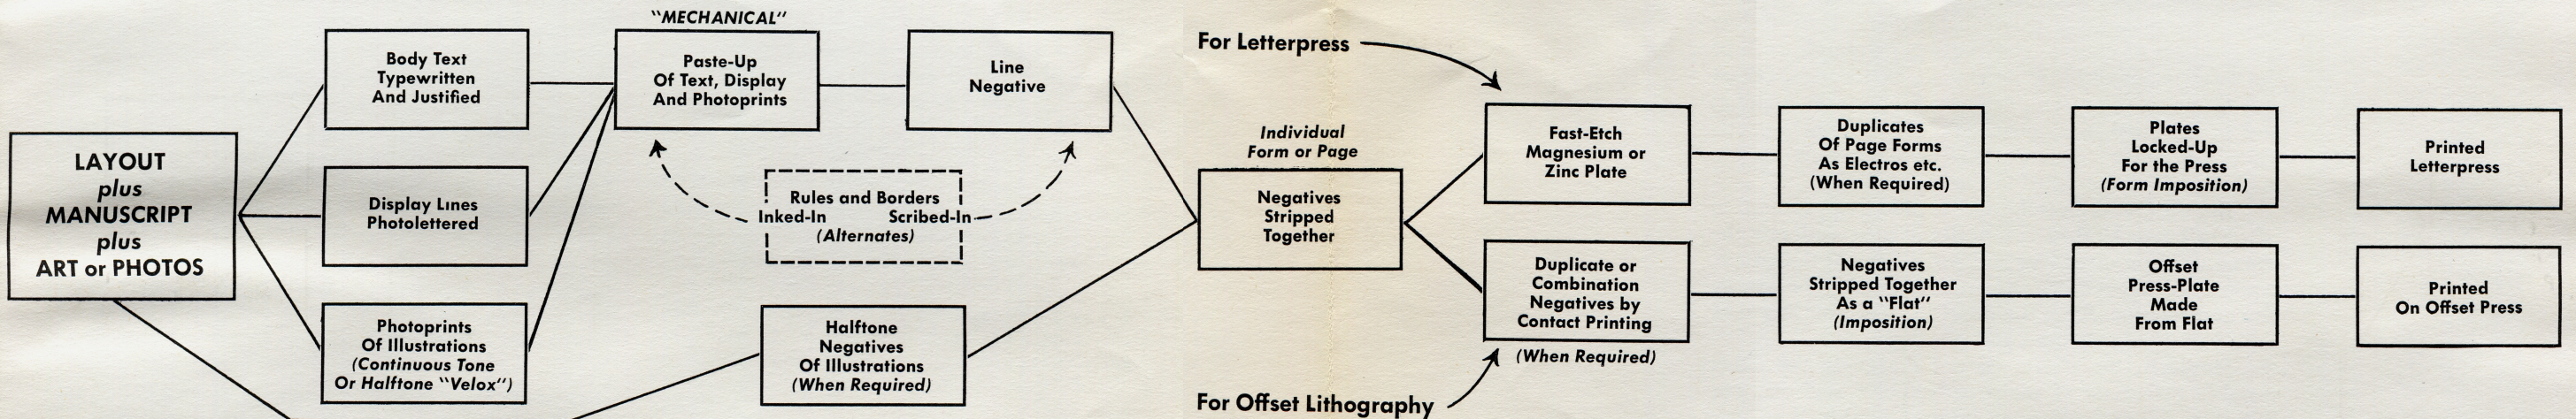 LAYOUT
plus
MANUSCRIPT
plus
ART or PHOTOS
Body Text
Typewritten
And Justified
Display Lines
Photolettered
Photoprints
Of Illustrations
(Continuous Tone
Or Halftone "Velox")
"MECHANICAL"
Paste-Up
Of Text, Display
And Photoprints
Line
Negative
Rules and Borders
Inked-In Scribed-In
(Alternates)
Halftone
Negatives
Of Illustrations
(When Required)
Individual
Form or Page
Negatives
Stripped
Together
For Letterpress
Fast-Etch
Magnesium or
Zinc Plate
Duplicates
Of Page Forms
As Electros etc.
(When Required)
Plates
Locked-Up
For the Press
(Form Imposition)
Printed
Letterpress
For Offset Lithography
Duplicate or
Combination
Negatives by
Contact Printing
(When Required)
Negatives
Stripped Together
As a "Flat"
(Imposition)
Offset
Press-Plate
Made
From Flat
Printed
On Offset Press